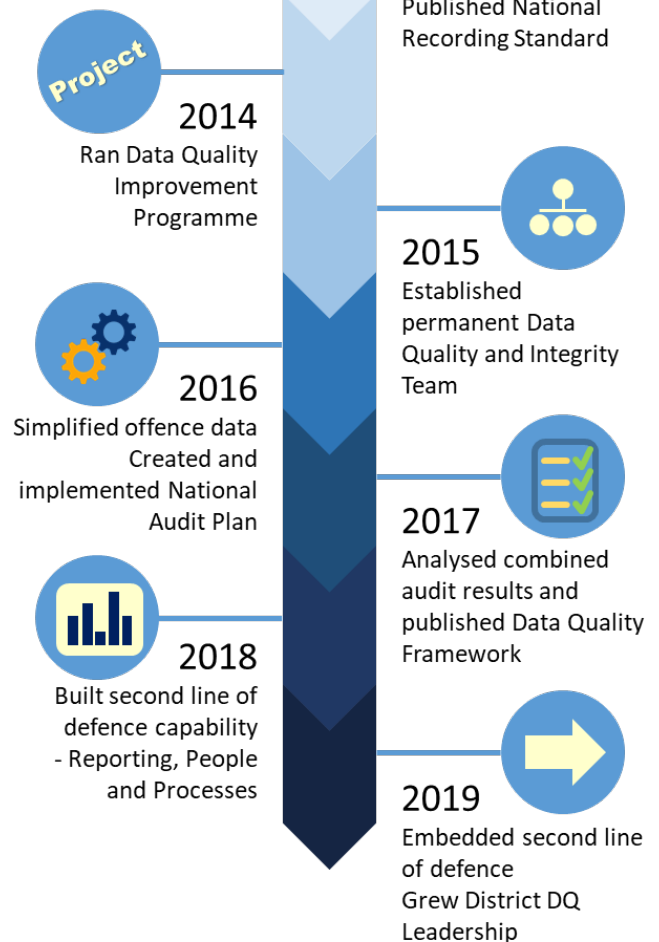 Published National
Recording Standard
Project
2014
Ran Data Quality
Improvement
Programme
2015
Established
permanent Data
Quality and Integrity
Team
2016
Simplified offence data
Created and
implemented National
Audit Plan
2017
Analysed combined
audit results and
published Data Quality
Framework
2018
Built second line of
defence capability
- Reporting, People
and Processes
2019
Embedded second line
of defence
Grew District DQ
Leadership